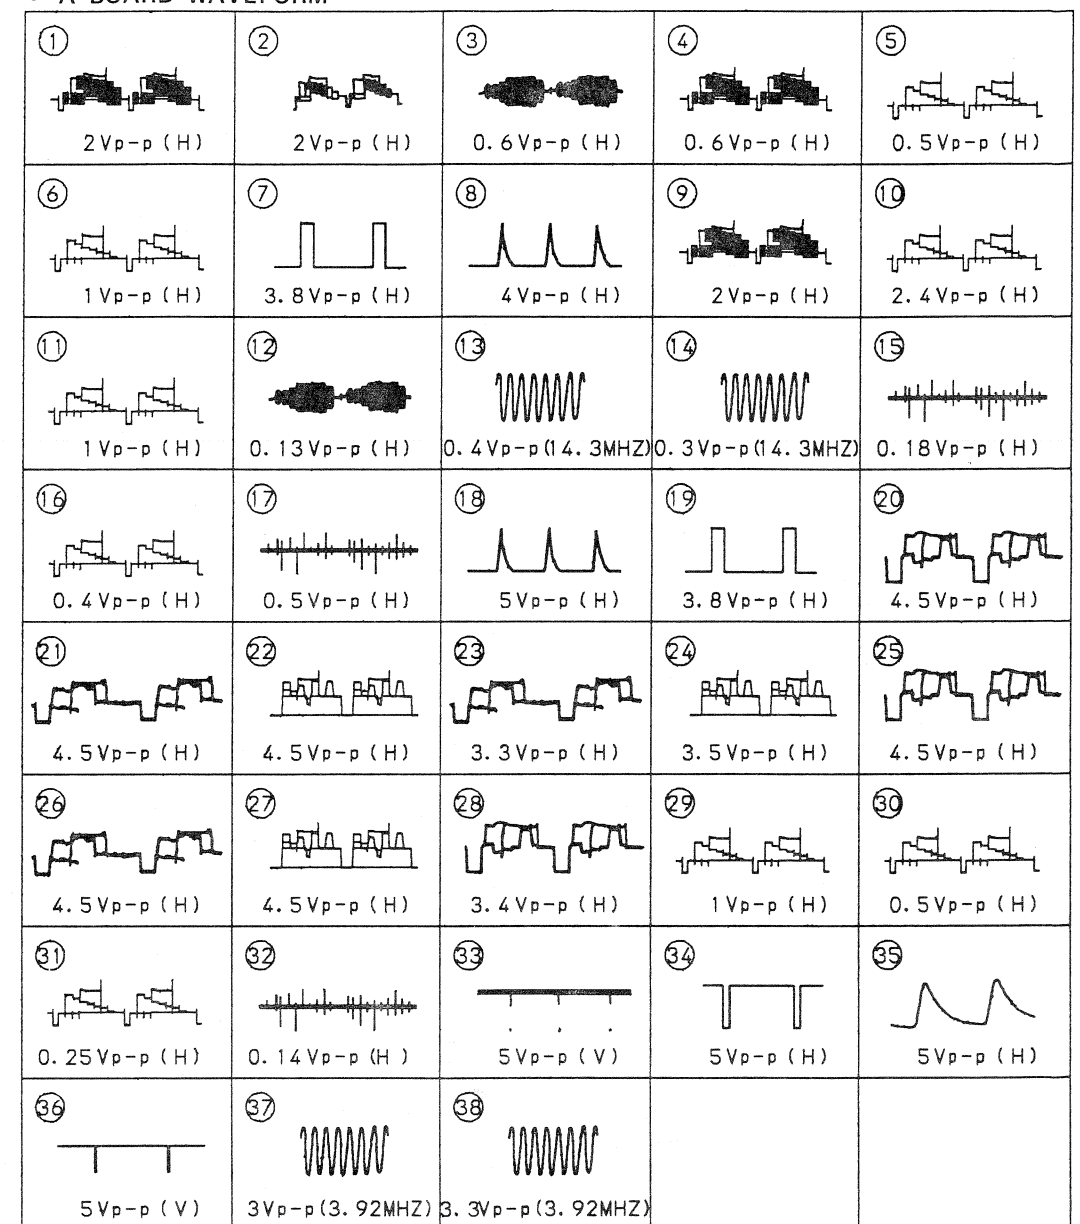 A BOARD WAVEFORM
1 2 3 4 5
2Vp-p (H) 2Vp-p (H) 0.6Vp-p (H) 0.6Vp-p (H) 0.5Vp-p (H)
6 7 8 9 10
1Vp-p (H) 3.8Vp-p (H) 4Vp-p (H) 2Vp-p (H) 2.4Vp-p (H)
11 12 13 14 15
1Vp-p (H) 0.13Vp-p (H) 0.4Vp-p(14.3MHZ) 0.3Vp-p(14.3MHZ) 0.18Vp-p (H)
16 17 18 19 20
0.4Vp-p (H) 0.5Vp-p (H) 5Vp-p (H) 3.8Vp-p (H) 4.5Vp-p (H)
21 22 23 24 25
4.5Vp-p (H) 4.5Vp-p (H) 3.3Vp-p (H) 3.5Vp-p (H) 4.5Vp-p (H)
26 27 28 29 30
4.5Vp-p (H) 4.5Vp-p (H) 3.4Vp-p (H) 1Vp-p (H) 0.5Vp-p (H)
31 32 33 34 35
0.25Vp-p (H) 0.14Vp-p (H) 5Vp-p (V) 5Vp-p (H) 5Vp-p (H)
36 37 38
5Vp-p (V) 3Vp-p(3.92MHZ) 3.3Vp-p(3.92MHZ)